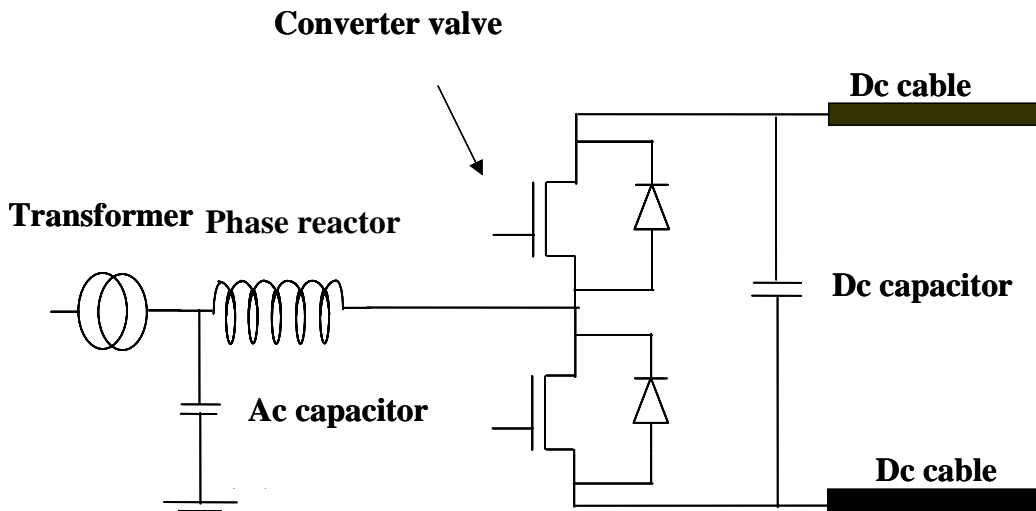 Converter valve
Dc cable
Transformer Phase reactor
Dc capacitor
Ac capacitor
Dc cable